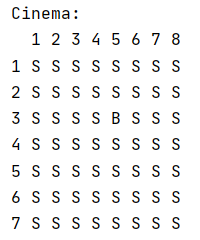 Cinema:
  1 2 3 4 5 6 7 8
1 S S S S S S S S
2 S S S S S S S S
3 S S S S B S S S
4 S S S S S S S S
5 S S S S S S S S
6 S S S S S S S S
7 S S S S S S S S